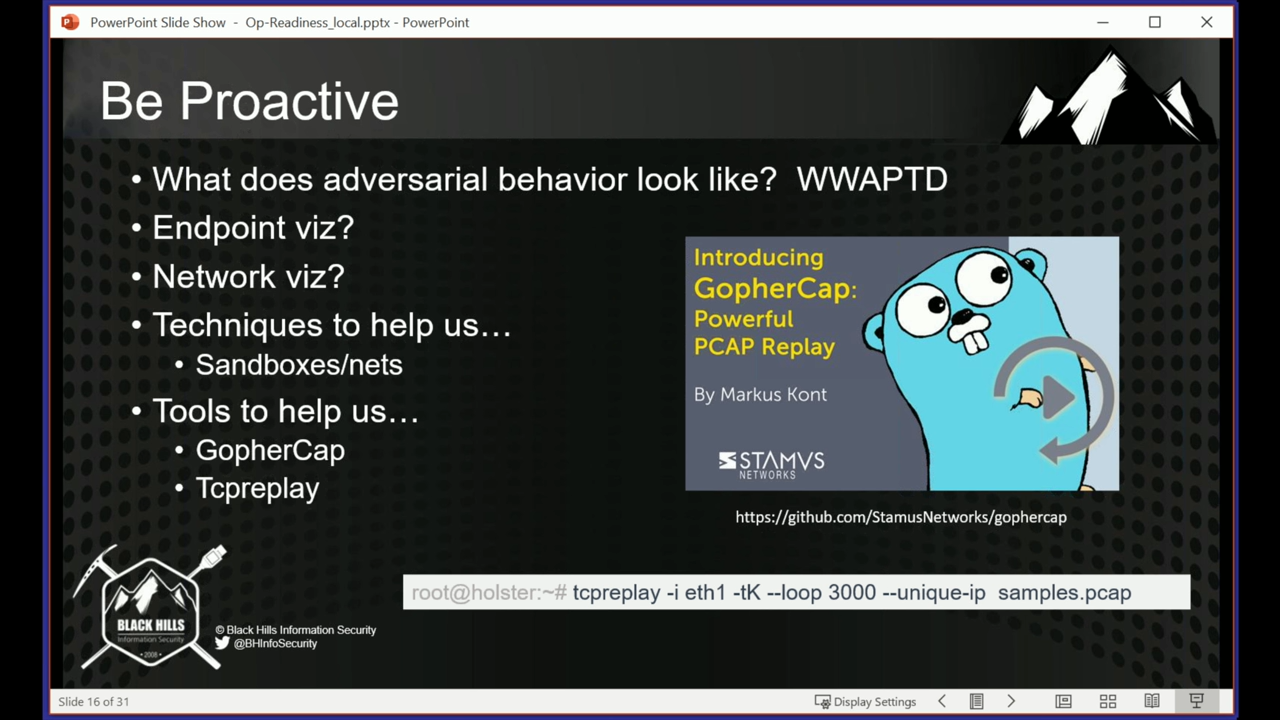 PowerPoint Slide Show - Op-Readiness_local.pptx - PowerPoint
Be Proactive
• What does adversarial behavior look like? WWAPTD
• Endpoint viz?
• Network viz?
• Techniques to help us…
• Sandboxes/nets
• Tools to help us…
• GopherCap
• Tcpreplay
Introducing
GopherCap:
Powerful
PCAP Replay
By Markus Kont
STAMVS
NETWORKS
https://github.com/StamusNetworks/gophercap
root@holster:~# tcpreplay -i eth1 -tK --loop 3000 --unique-ip samples.pcap
BLACK HILLS
Information Security
• 2008 •
© Black Hills Information Security
@BHInfoSecurity
Slide 16 of 31
Display Settings